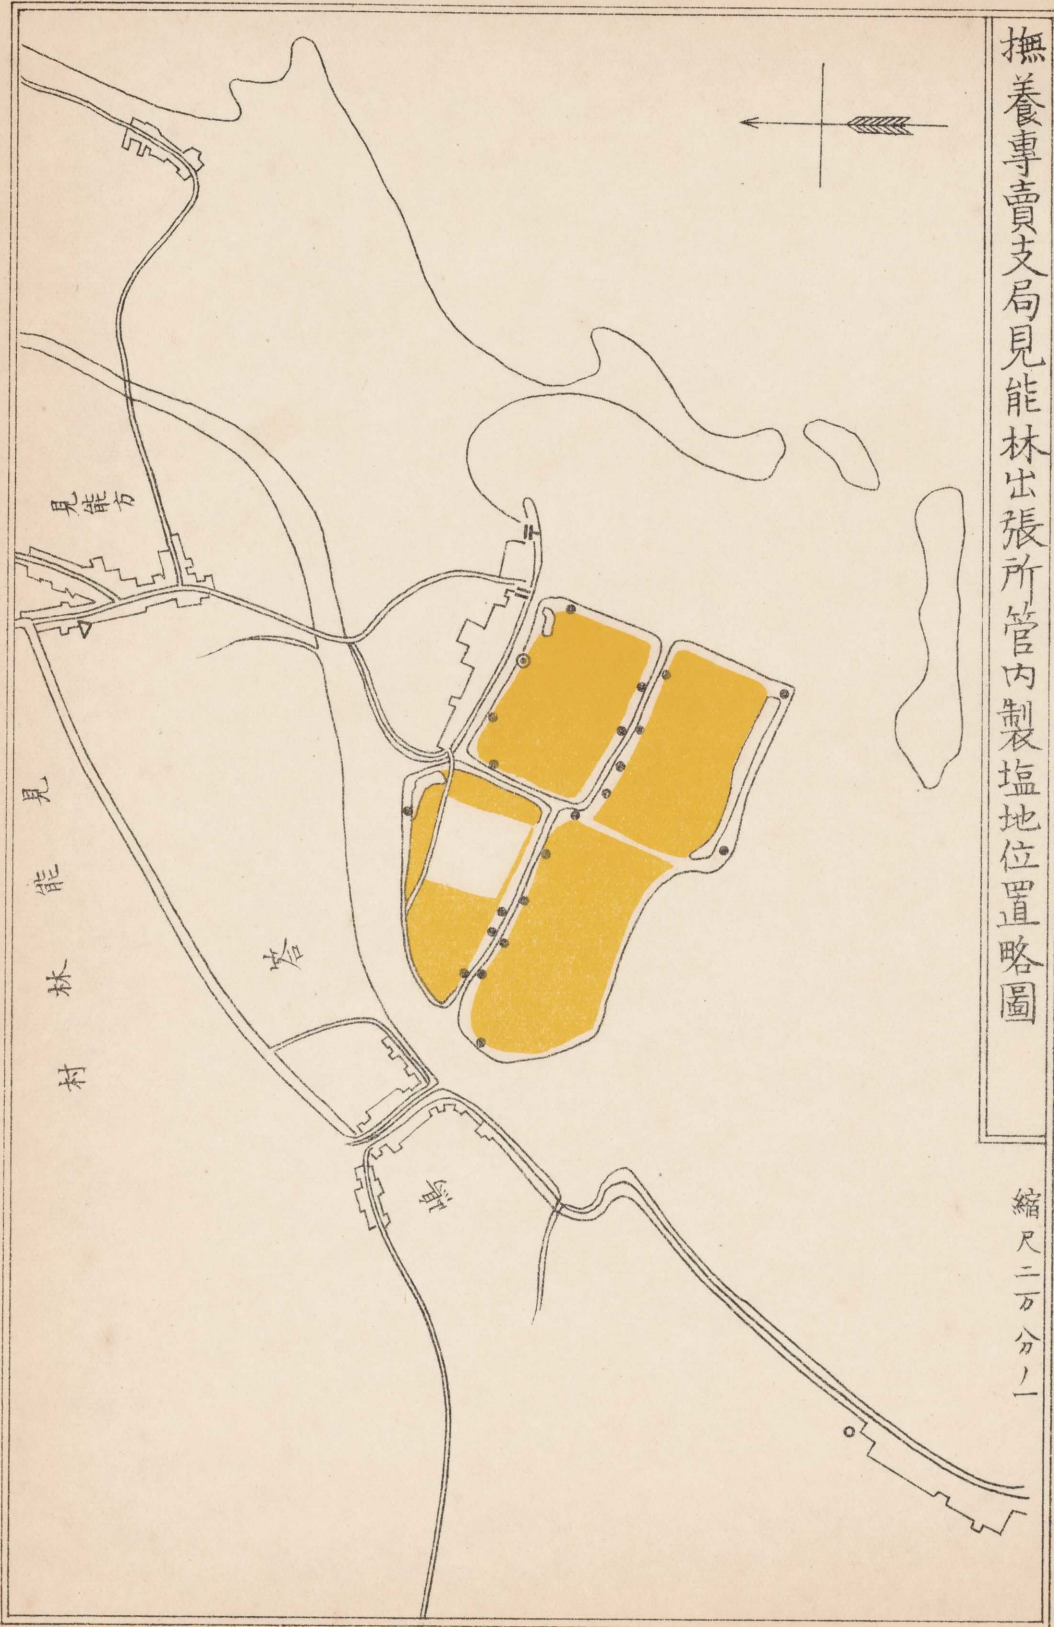 撫養專賣支局見能林出張所管内製塩地位置略圖
縮尺二万分ノ一
見能方
見能林村